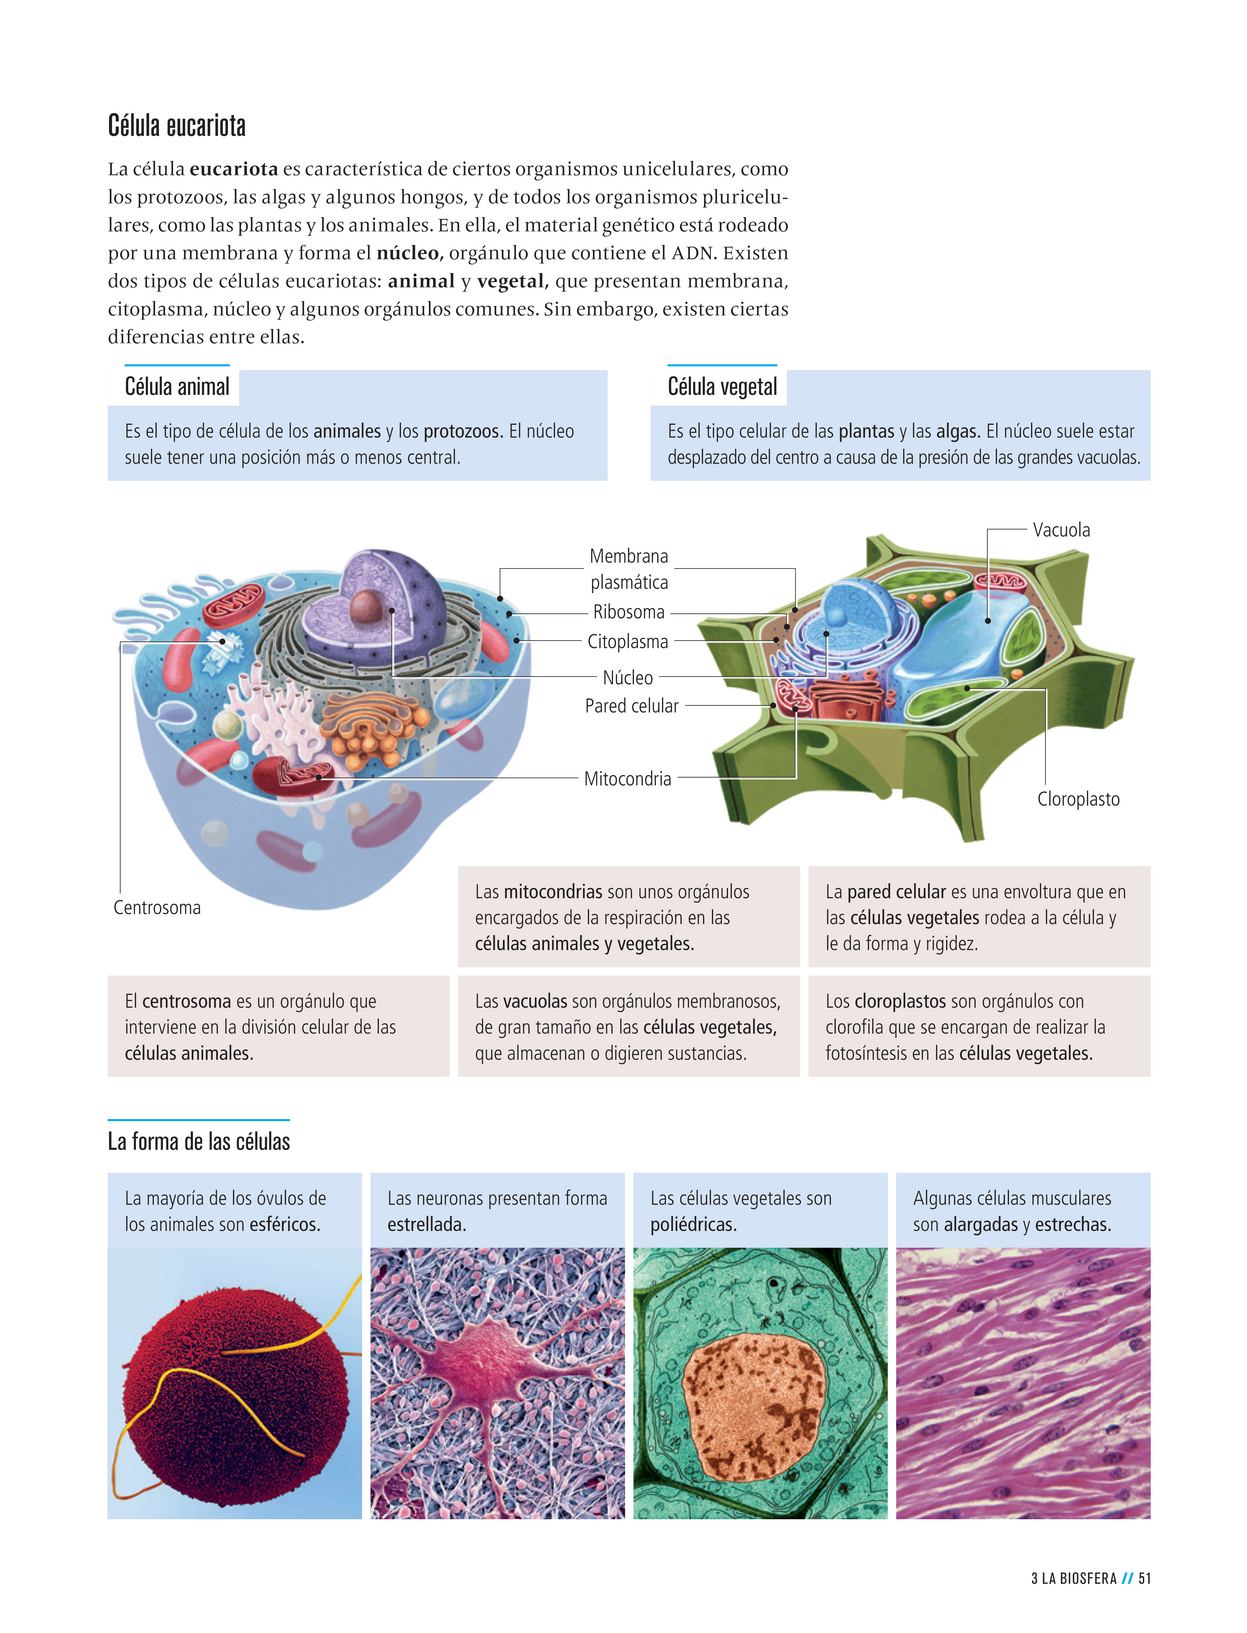 Célula eucariota
La célula eucariota es característica de ciertos organismos unicelulares, como
los protozoos, las algas y algunos hongos, y de todos los organismos pluricelu-
lares, como las plantas y los animales. En ella, el material genético está rodeado
por una membrana y forma el núcleo, orgánulo que contiene el ADN. Existen
dos tipos de células eucariotas: animal y vegetal, que presentan membrana,
citoplasma, núcleo y algunos orgánulos comunes. Sin embargo, existen ciertas
diferencias entre ellas.
Célula animal
Es el tipo de célula de los animales y los protozoos. El núcleo
suele tener una posición más o menos central.
Célula vegetal
Es el tipo celular de las plantas y las algas. El núcleo suele estar
desplazado del centro a causa de la presión de las grandes vacuolas.
Vacuola
Membrana
plasmática
Ribosoma
Citoplasma
Núcleo
Pared celular
Mitocondria
Cloroplasto
Centrosoma
Las mitocondrias son unos orgánulos
encargados de la respiración en las
células animales y vegetales.
La pared celular es una envoltura que en
las células vegetales rodea a la célula y
le da forma y rigidez.
El centrosoma es un orgánulo que
interviene en la división celular de las
células animales.
Las vacuolas son orgánulos membranosos,
de gran tamaño en las células vegetales,
que almacenan o digieren sustancias.
Los cloroplastos son orgánulos con
clorofila que se encargan de realizar la
fotosíntesis en las células vegetales.
La forma de las células
La mayoría de los óvulos de
los animales son esféricos.
Las neuronas presentan forma
estrellada.
Las células vegetales son
poliédricas.
Algunas células musculares
son alargadas y estrechas.
3 LA BIOSFERA // 51